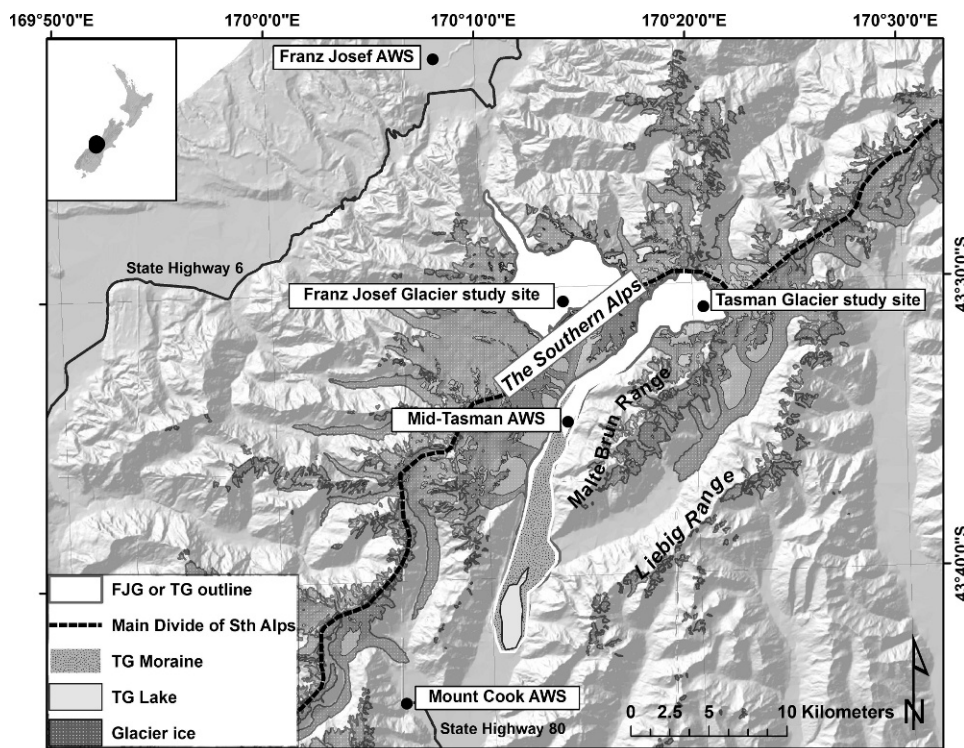 169°50'0"E
170°00'E
170°10'0"E
170°20'0"E
170°30'0"E
Franz Josef AWS
State Highway 6
43°30'0"S
Franz Josef Glacier study site
The Southern Alps
Tasman Glacier study site
Mid-Tasman AWS
Malte Brun Range
Liebig Range
43°40'0"S
FJG or TG outline
Main Divide of Sth Alps
TG Moraine
TG Lake
Glacier ice
Mount Cook AWS
State Highway 80
0 2.5 5 10 Kilometers
N